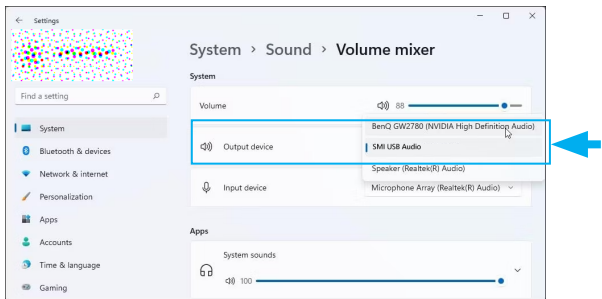 Settings
System > Sound > Volume mixer
System
Find a setting
Volume
88
System
Bluetooth & devices
Network & internet
Personalization
Apps
Accounts
Time & language
Gaming
Output device
BenQ GW2780 (NVIDIA High Definition Audio)
SMI USB Audio
Speaker (Realtek(R) Audio)
Input device
Microphone Array (Realtek(R) Audio)
Apps
System sounds
100